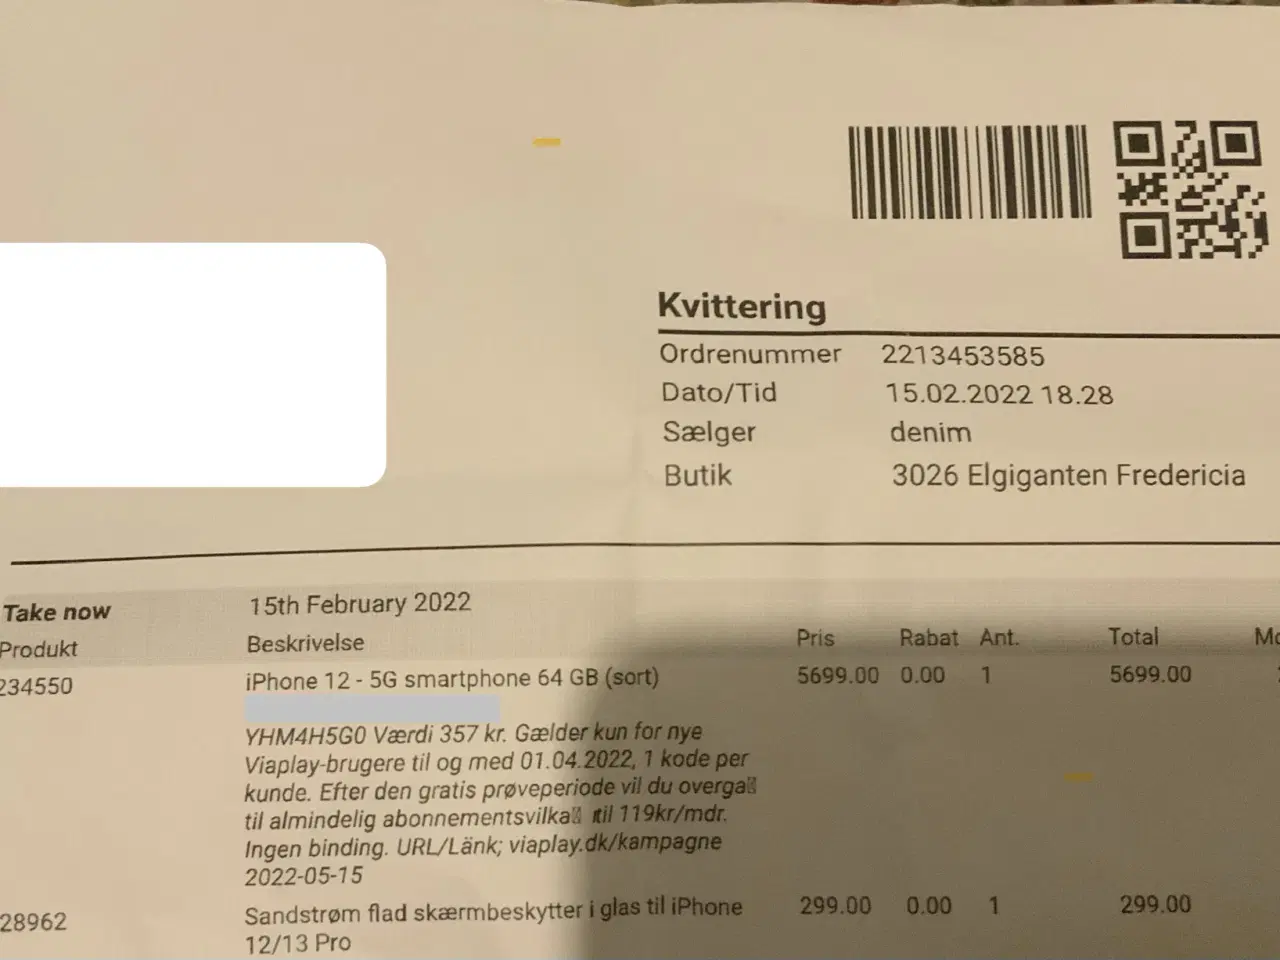 Kvittering
Ordrenummer 2213453585
Dato/Tid 15.02.2022 18.28
Sælger denim
Butik 3026 Elgiganten Fredericia
Take now 15th February 2022
Produkt Beskrivelse Pris Rabat Ant. Total
234550 iPhone 12 - 5G smartphone 64 GB (sort) 5699.00 0.00 1 5699.00
YHM4H5G0 Værdi 357 kr. Gælder kun for nye
Viaplay-brugere til og med 01.04.2022, 1 kode per
kunde. Efter den gratis prøveperiode vil du overga
til almindelig abonnementsvilka til 119kr/mdr.
Ingen binding. URL/Länk; viaplay.dk/kampagne
2022-05-15
28962 Sandstrøm flad skærmbeskytter i glas til iPhone 299.00 0.00 1 299.00
12/13 Pro